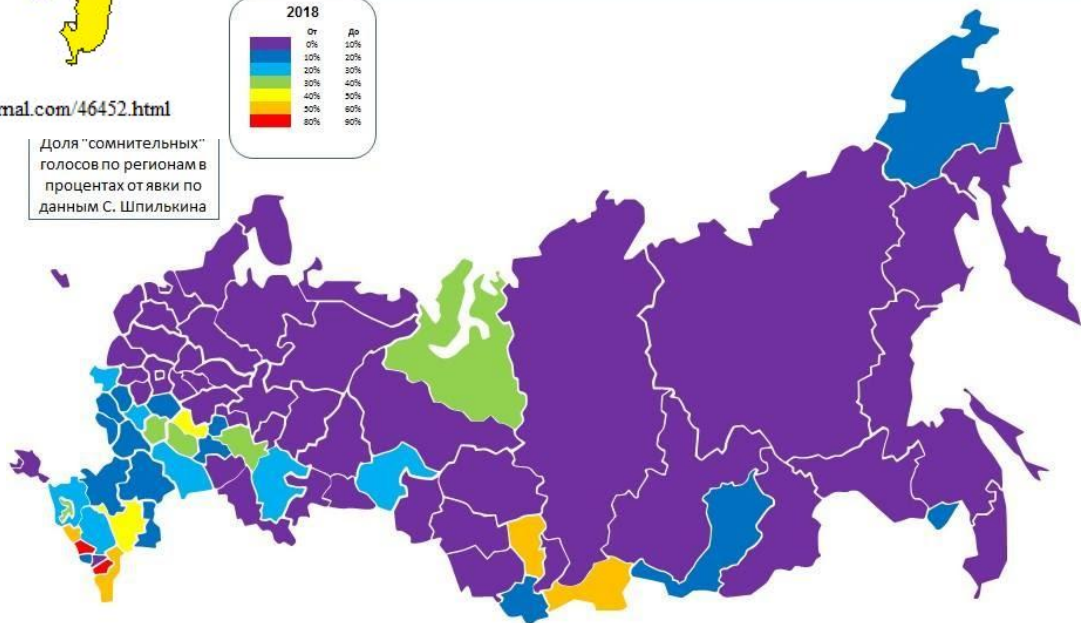 2018
От До
0% 10%
10% 20%
20% 30%
30% 40%
40% 50%
50% 60%
80% 90%
rnal.com/46452.html
Доля "сомнительных"
голосов по регионам в
процентах от явки по
данным С. Шпилькина